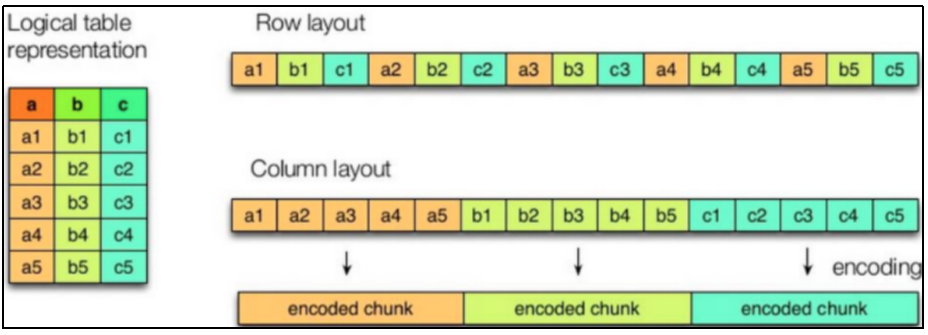 Logical table
representation
a b c
a1 b1 c1
a2 b2 c2
a3 b3 c3
a4 b4 c4
a5 b5 c5
Row layout
a1 b1 c1 a2 b2 c2 a3 b3 c3 a4 b4 c4 a5 b5 c5
Column layout
a1 a2 a3 a4 a5 b1 b2 b3 b4 b5 c1 c2 c3 c4 c5
encoding
encoded chunk encoded chunk encoded chunk